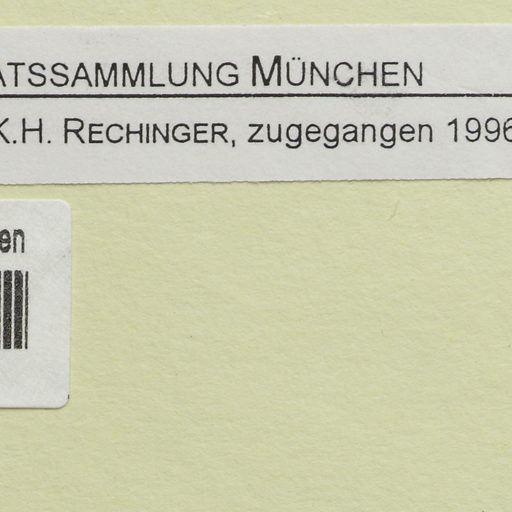 ATSSAMMLUNG MÜNCHEN
K.H. RECHINGER, zugegangen 1996
en